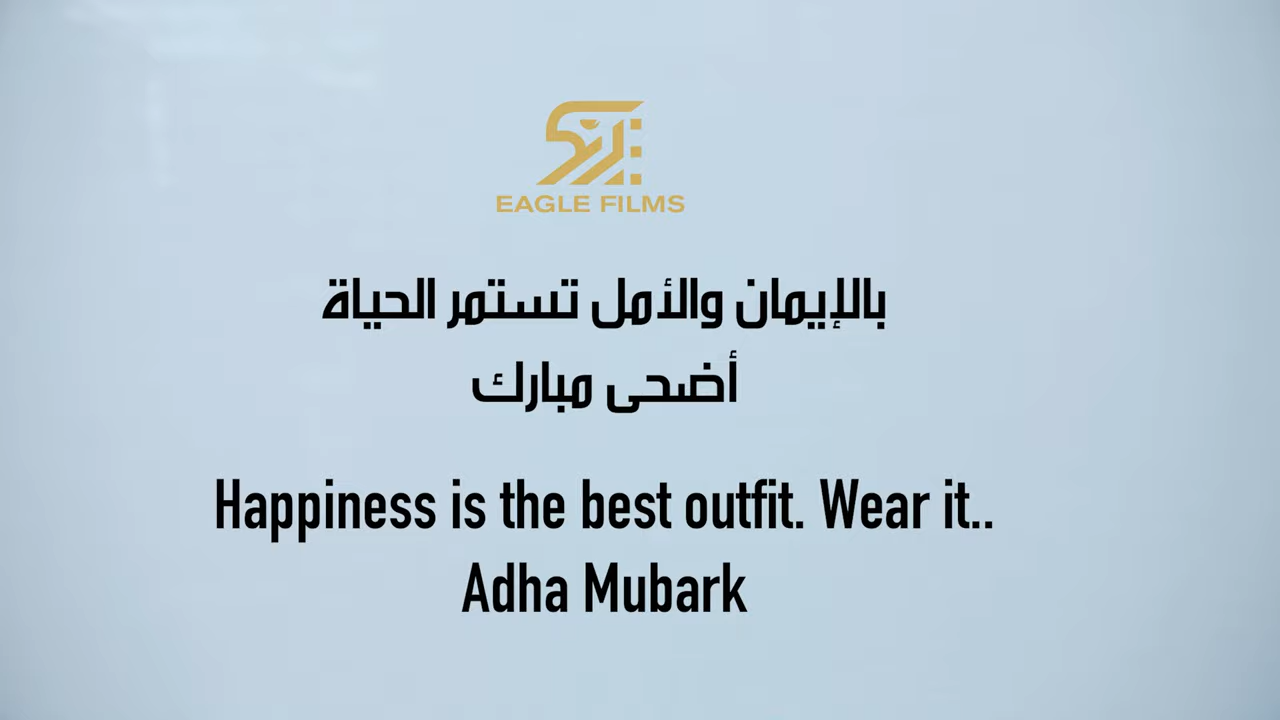 EAGLE FILMS
بالإيمان والأمل تستمر الحياة
أضحى مبارك
Happiness is the best outfit. Wear it..
Adha Mubark